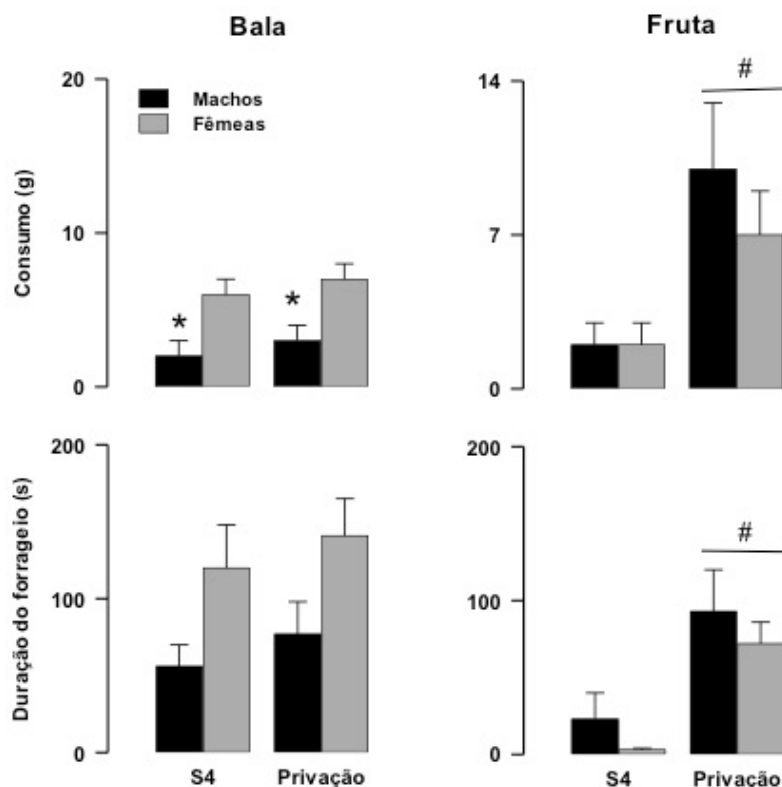 Bala
Fruta
20
10
0
Consumo (g)
Machos
Fêmeas
*
*
14
7
0
#
200
100
0
Duração do forrageio (s)
S4
Privação
200
100
0
#
S4
Privação